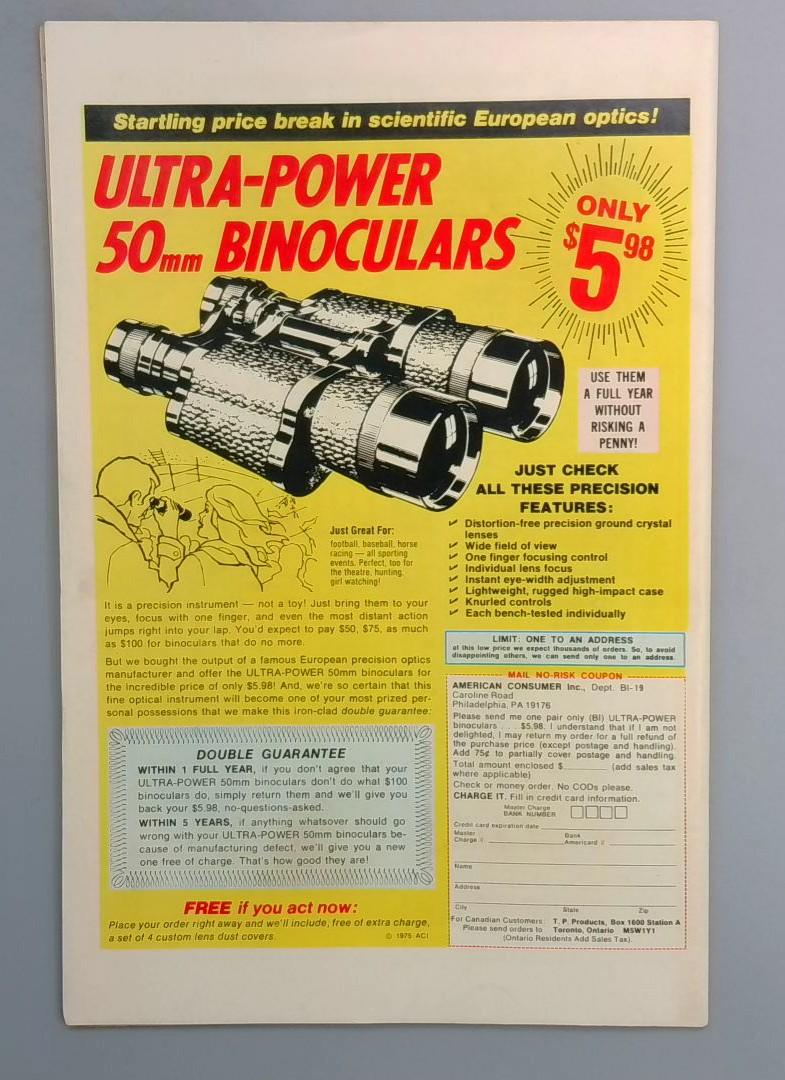 Startling price break in scientific European optics!
ULTRA-POWER
50mm BINOCULARS
ONLY
$5 98
USE THEM
A FULL YEAR
WITHOUT
RISKING A
PENNY!
JUST CHECK
ALL THESE PRECISION
FEATURES:
Distortion-free precision ground crystal
lenses
Wide field of view
One finger focusing control
Individual lens focus
Instant eye-width adjustment
Lightweight, rugged high-impact case
Knurled controls
Each bench-tested individually
Just Great For:
football, baseball, horse
racing — all sporting
events. Perfect, too for
the theatre, hunting,
girl watching!
It is a precision instrument — not a toy! Just bring them to your
eyes, focus with one finger, and even the most distant action
jumps right into your lap. You'd expect to pay $50, $75, as much
as $100 for binoculars that do no more.
But we bought the output of a famous European precision optics
manufacturer and offer the ULTRA-POWER 50mm binoculars for
the incredible price of only $5.98! And, we're so certain that this
fine optical instrument will become one of your most prized per-
sonal possessions that we make this iron-clad double guarantee:
DOUBLE GUARANTEE
WITHIN 1 FULL YEAR, if you don't agree that your
ULTRA-POWER 50mm binoculars don't do what $100
binoculars do, simply return them and we'll give you
back your $5.98, no-questions-asked.
WITHIN 5 YEARS, if anything whatsover should go
wrong with your ULTRA-POWER 50mm binoculars be-
cause of manufacturing defect, we'll give you a new
one free of charge. That's how good they are!
FREE if you act now:
Place your order right away and we'll include, free of extra charge,
a set of 4 custom lens dust covers.
© 1975 ACI
LIMIT: ONE TO AN ADDRESS
at this low price we expect thousands of orders. So, to avoid
disappointing others, we can send only one to an address.
MAIL NO-RISK COUPON
AMERICAN CONSUMER Inc., Dept. BI-19
Caroline Road
Philadelphia, PA 19176
Please send me one pair only (BI) ULTRA-POWER
binoculars . . . $5.98. I understand that if I am not
delighted, I may return my order for a full refund of
the purchase price (except postage and handling).
Add 75¢ to partially cover postage and handling.
Total amount enclosed $________ (add sales tax
where applicable)
Check or money order. No CODs please.
CHARGE IT. Fill in credit card information.
Master Charge
BANK NUMBER
Credit card expiration date
Master
Charge #
Bank
Americard #
Name
Address
City State Zip
For Canadian Customers: T. P. Products, Box 1600 Station A
Please send orders to Toronto, Ontario M5W1Y1
(Ontario Residents Add Sales Tax).